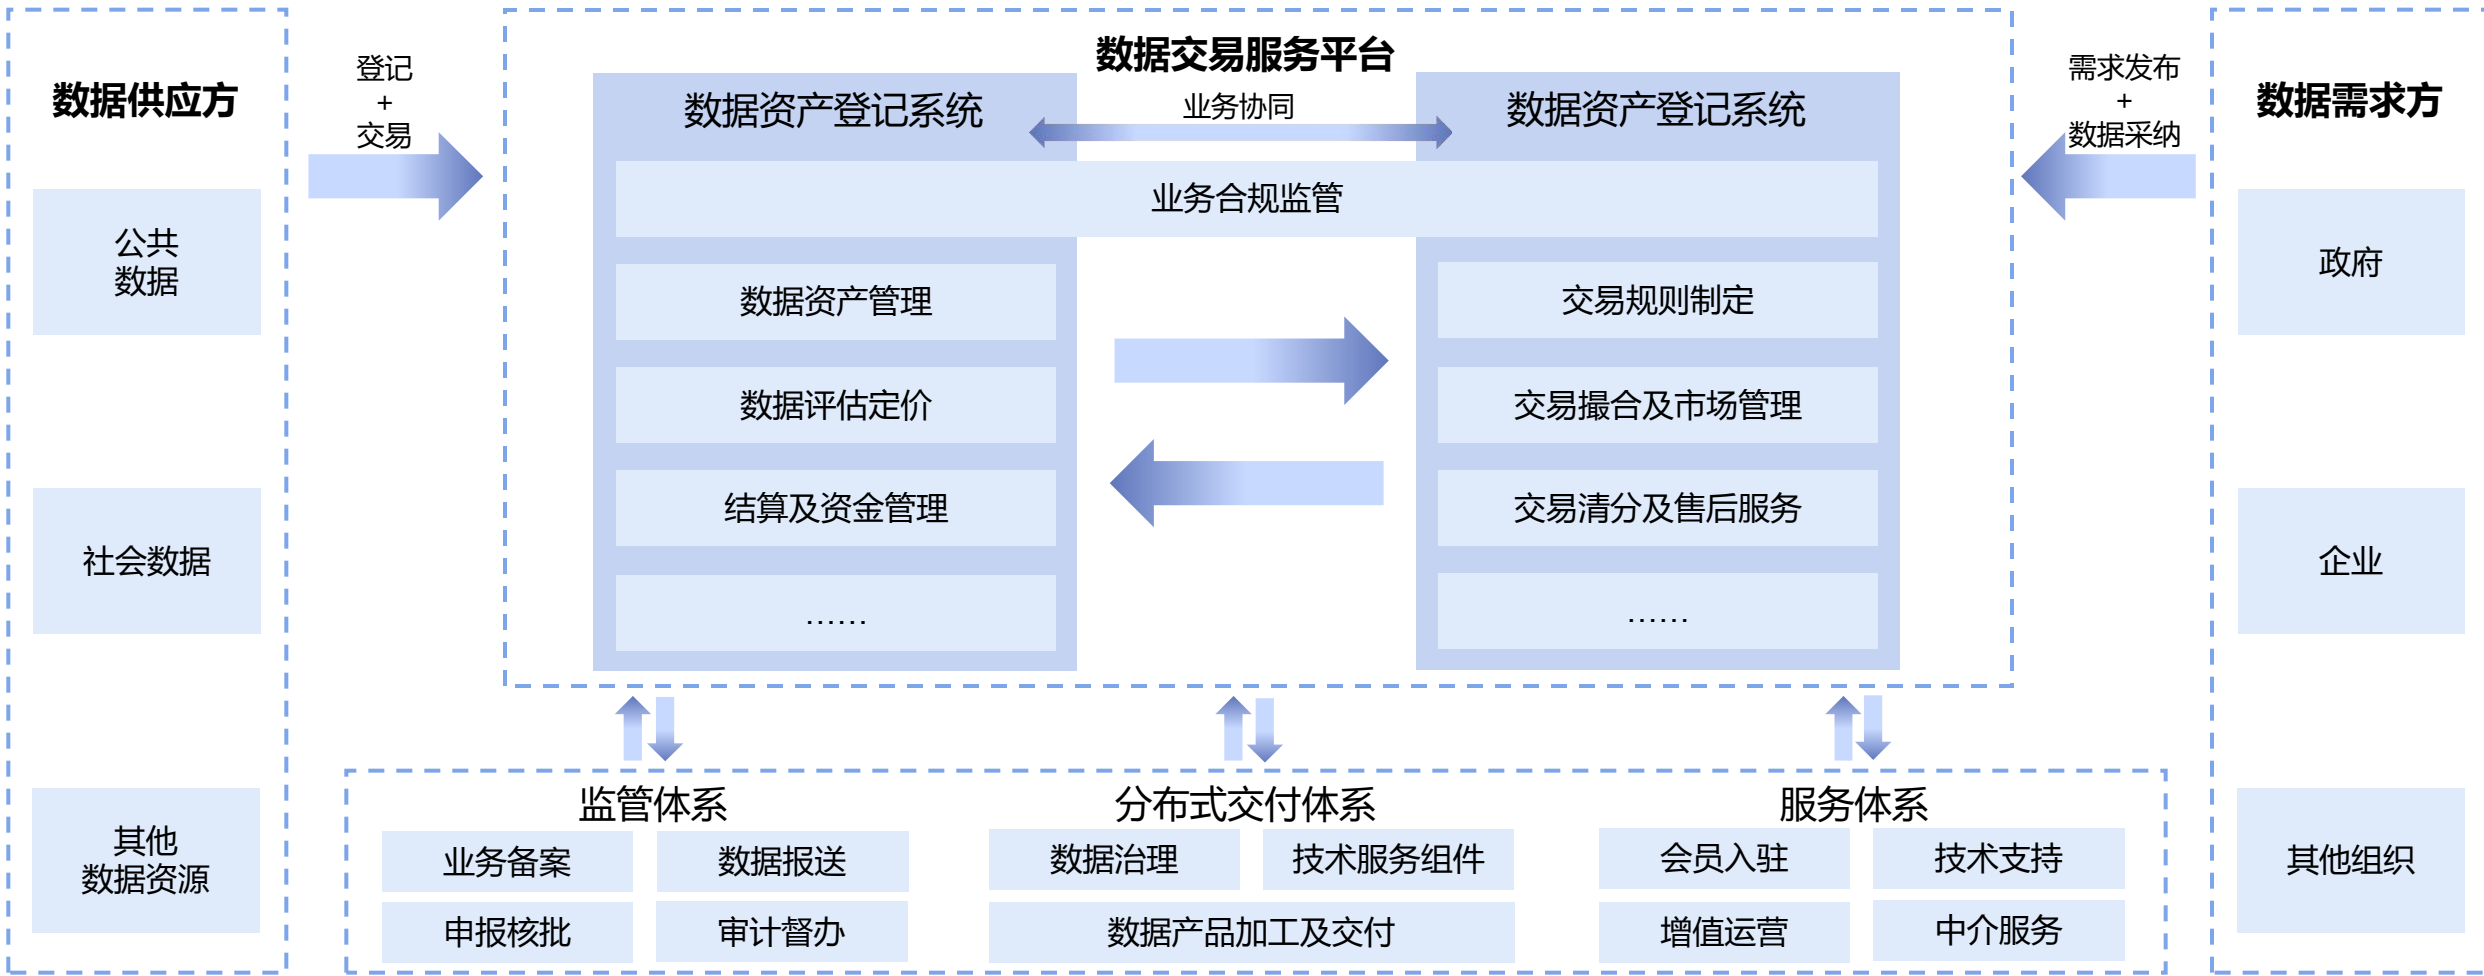 数据供应方
公共
数据
社会数据
其他
数据资源
登记
+
交易
数据交易服务平台
数据资产登记系统
业务协同
数据资产登记系统
业务合规监管
数据资产管理
数据评估定价
结算及资金管理
……
交易规则制定
交易撮合及市场管理
交易清分及售后服务
……
需求发布
+
数据采纳
数据需求方
政府
企业
其他组织
监管体系
业务备案
数据报送
申报核批
审计督办
分布式交付体系
数据治理
技术服务组件
数据产品加工及交付
服务体系
会员入驻
技术支持
增值运营
中介服务